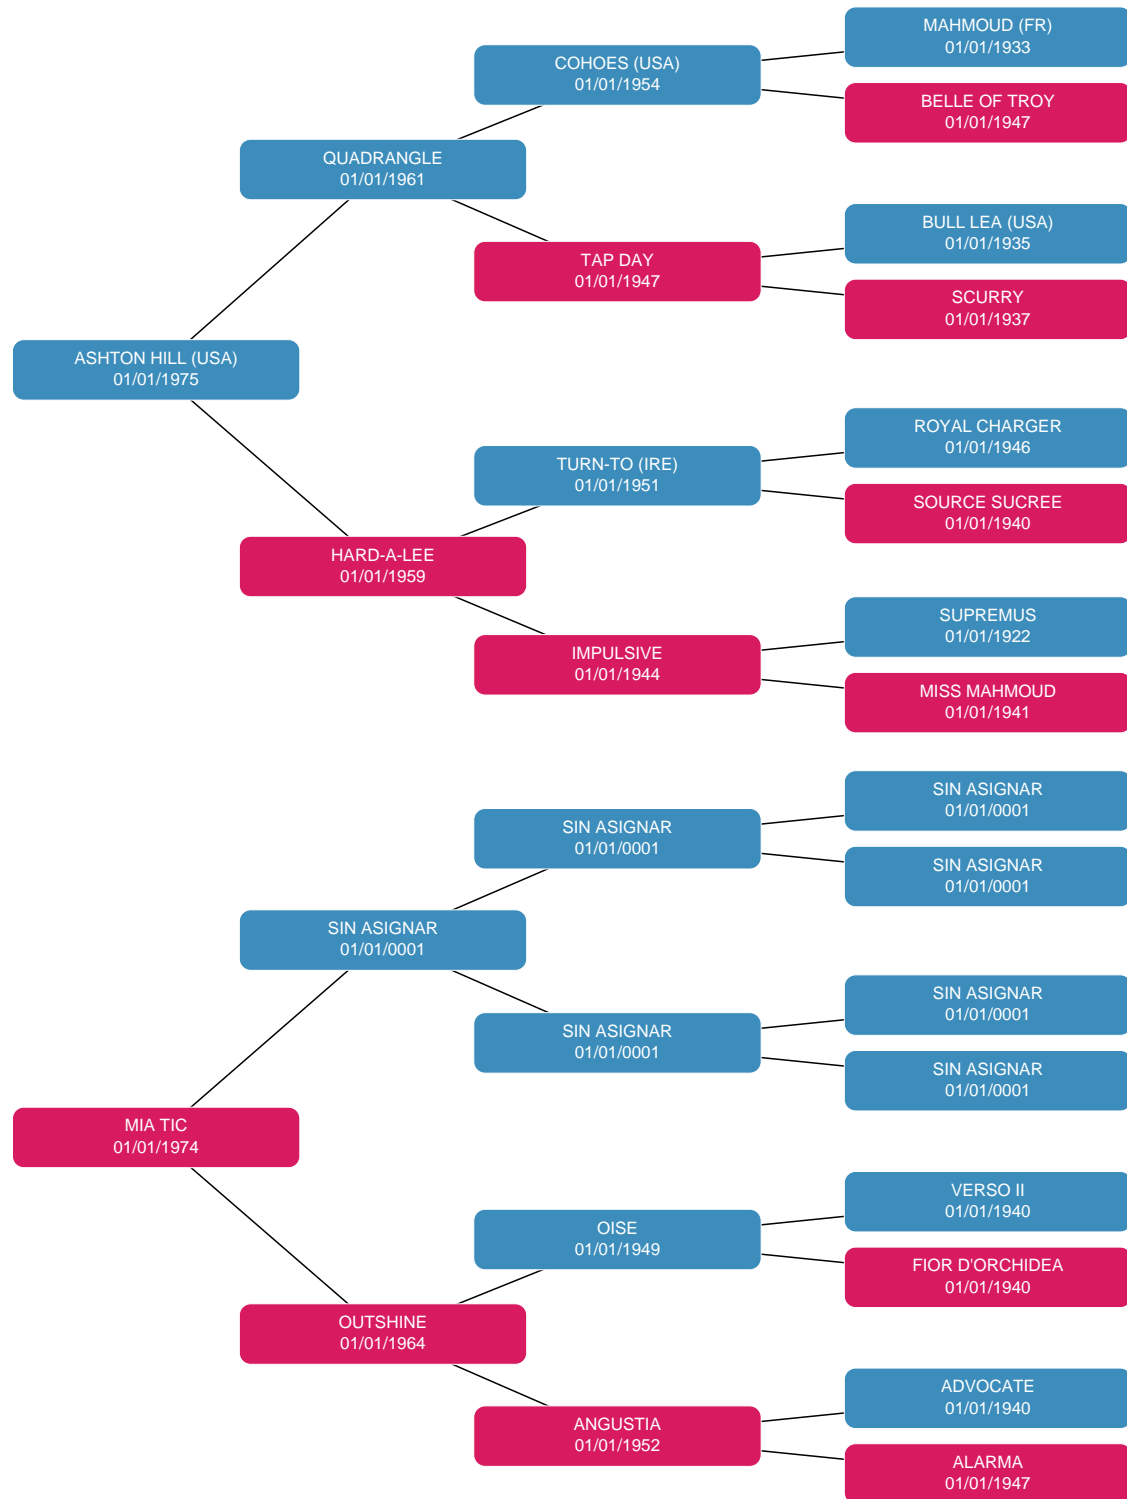 MAHMOUD (FR)
01/01/1933
COHOES (USA)
01/01/1954
BELLE OF TROY
01/01/1947
QUADRANGLE
01/01/1961
BULL LEA (USA)
01/01/1935
TAP DAY
01/01/1947
SCURRY
01/01/1937
ASHTON HILL (USA)
01/01/1975
ROYAL CHARGER
01/01/1946
TURN-TO (IRE)
01/01/1951
SOURCE SUCREE
01/01/1940
HARD-A-LEE
01/01/1959
SUPREMUS
01/01/1922
IMPULSIVE
01/01/1944
MISS MAHMOUD
01/01/1941
SIN ASIGNAR
01/01/0001
SIN ASIGNAR
01/01/0001
SIN ASIGNAR
01/01/0001
SIN ASIGNAR
01/01/0001
SIN ASIGNAR
01/01/0001
SIN ASIGNAR
01/01/0001
SIN ASIGNAR
01/01/0001
MIA TIC
01/01/1974
VERSO II
01/01/1940
OISE
01/01/1949
FIOR D'ORCHIDEA
01/01/1940
OUTSHINE
01/01/1964
ADVOCATE
01/01/1940
ANGUSTIA
01/01/1952
ALARMA
01/01/1947